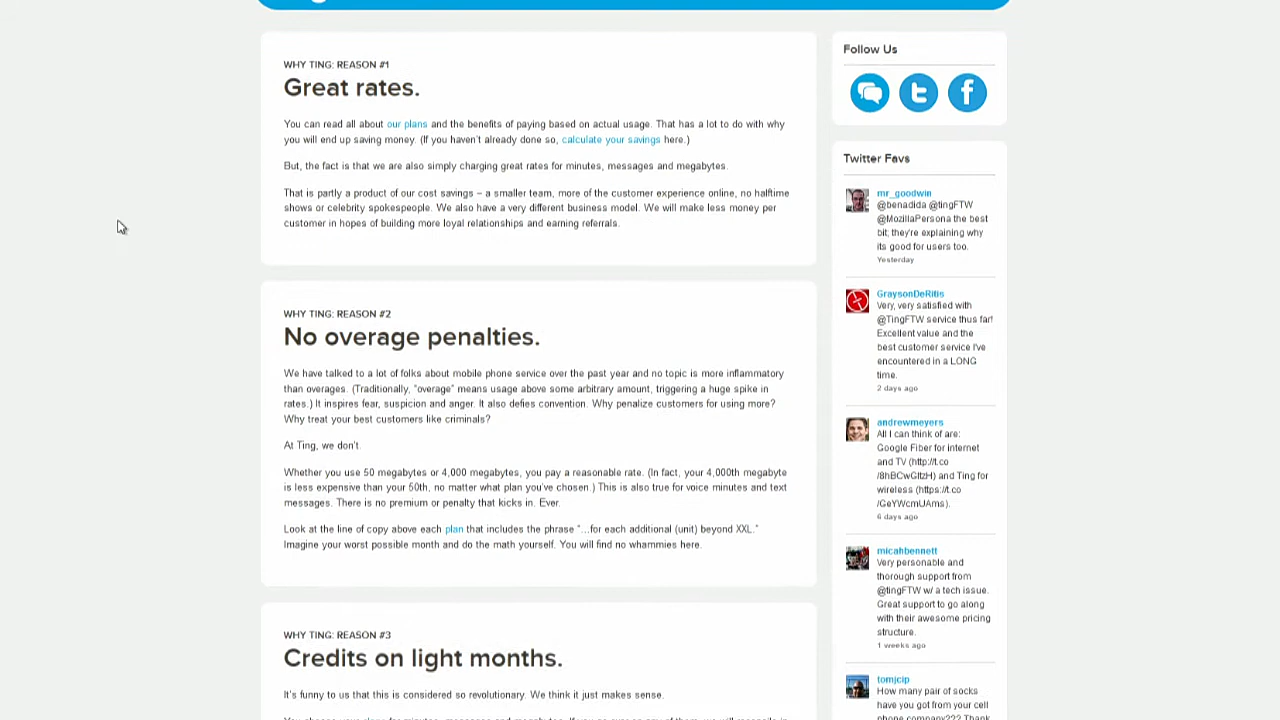 WHY TING: REASON #1
Great rates.
You can read all about our plans and the benefits of paying based on actual usage. That has a lot to do with why
you will end up saving money. (If you haven't already done so, calculate your savings here.)
But, the fact is that we are also simply charging great rates for minutes, messages and megabytes.
That is partly a product of our cost savings – a smaller team, more of the customer experience online, no halftime
shows or celebrity spokespeople. We also have a very different business model. We will make less money per
customer in hopes of building more loyal relationships and earning referrals.
WHY TING: REASON #2
No overage penalties.
We have talked to a lot of folks about mobile phone service over the past year and no topic is more inflammatory
than overages. (Traditionally, "overage" means usage above some arbitrary amount, triggering a huge spike in
rates.) It inspires fear, suspicion and anger. It also defies convention. Why penalize customers for using more?
Why treat your best customers like criminals?
At Ting, we don't.
Whether you use 50 megabytes or 4,000 megabytes, you pay a reasonable rate. (In fact, your 4,000th megabyte
is less expensive than your 50th, no matter what plan you've chosen.) This is also true for voice minutes and text
messages. There is no premium or penalty that kicks in. Ever.
Look at the line of copy above each plan that includes the phrase "...for each additional (unit) beyond XXL."
Imagine your worst possible month and do the math yourself. You will find no whammies here.
WHY TING: REASON #3
Credits on light months.
It's funny to us that this is considered so revolutionary. We think it just makes sense.
Follow Us
Twitter Favs
mr_goodwin
@benadida @tingFTW
@MozillaPersona the best
bit; they're explaining why
its good for users too.
Yesterday
GraysonDeRitis
Very, very satisfied with
@TingFTW service thus far!
Excellent value and the
best customer service I've
encountered in a LONG
time.
2 days ago
andrewmeyers
All I can think of are:
Google Fiber for internet
and TV (http://t.co
/8hBCwGItzH) and Ting for
wireless (https://t.co
/GeYWcmUAms).
6 days ago
micahbennett
Very personable and
thorough support from
@tingFTW w/ a tech issue.
Great support to go along
with their awesome pricing
structure.
1 weeks ago
tomjcip
How many pair of socks
have you got from your cell
phone company??? Thank